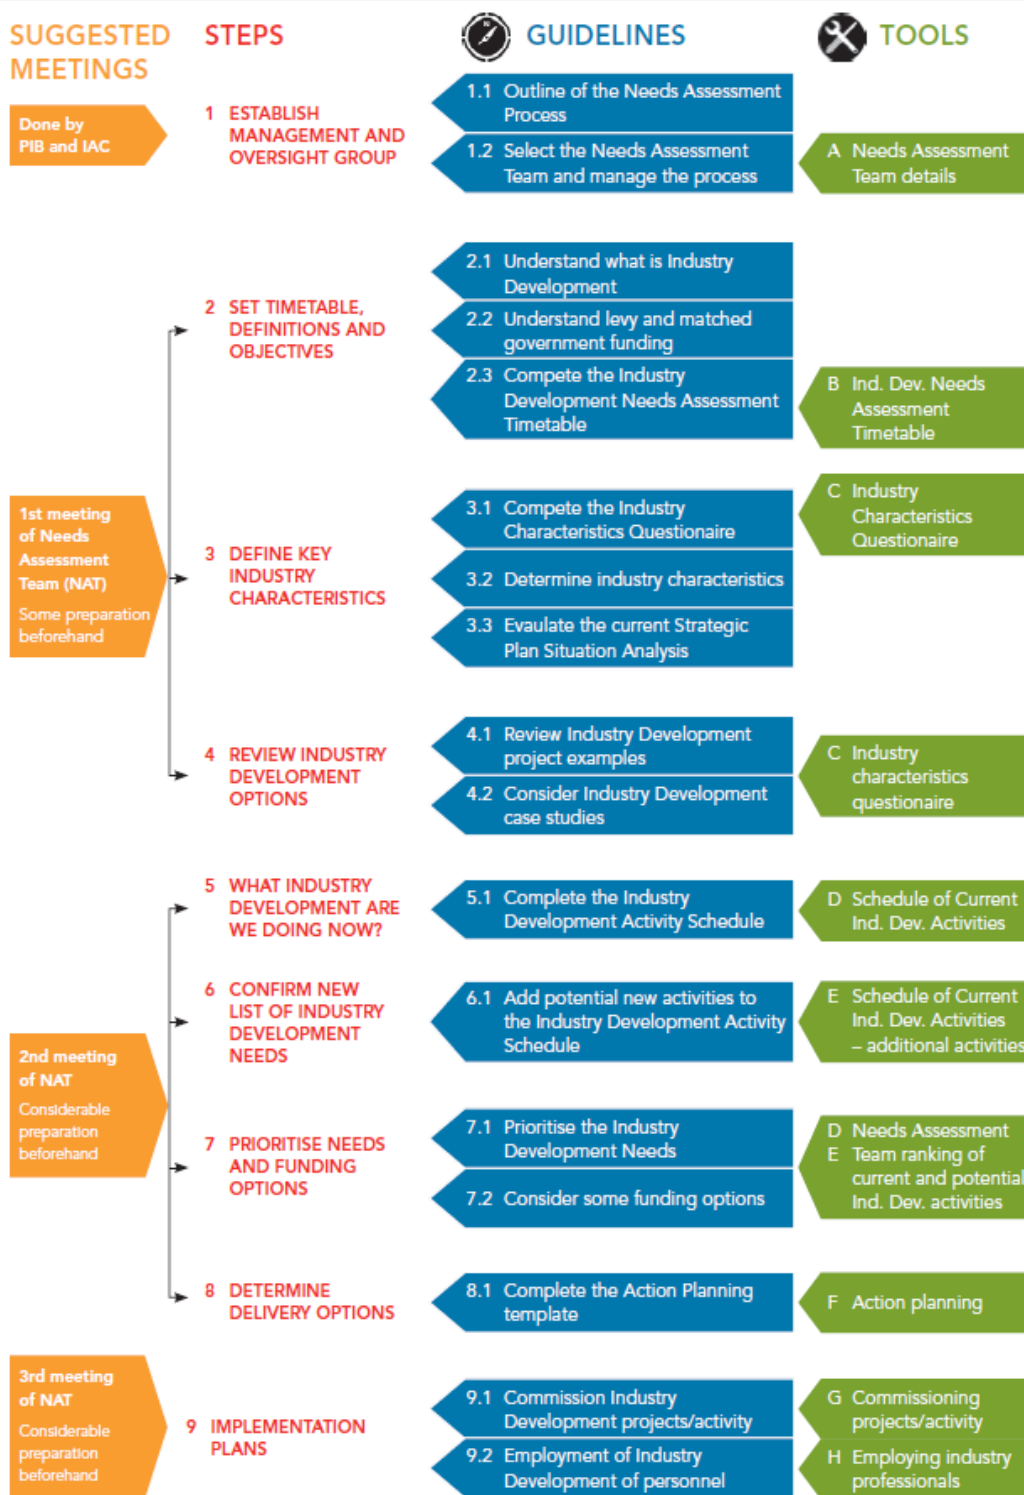 SUGGESTED
MEETINGS
STEPS
GUIDELINES
TOOLS
Done by
PIB and IAC
1 ESTABLISH
MANAGEMENT AND
OVERSIGHT GROUP
1.1 Outline of the Needs Assessment
Process
1.2 Select the Needs Assessment
Team and manage the process
A Needs Assessment
Team details
1st meeting
of Needs
Assessment
Team (NAT)
Some preparation
beforehand
2 SET TIMETABLE,
DEFINITIONS AND
OBJECTIVES
2.1 Understand what is Industry
Development
2.2 Understand levy and matched
government funding
2.3 Compete the Industry
Development Needs Assessment
Timetable
B Ind. Dev. Needs
Assessment
Timetable
3 DEFINE KEY
INDUSTRY
CHARACTERISTICS
3.1 Compete the Industry
Characteristics Questionaire
3.2 Determine industry characteristics
3.3 Evaulate the current Strategic
Plan Situation Analysis
C Industry
Characteristics
Questionaire
4 REVIEW INDUSTRY
DEVELOPMENT
OPTIONS
4.1 Review Industry Development
project examples
4.2 Consider Industry Development
case studies
C Industry
characteristics
questionaire
2nd meeting
of NAT
Considerable
preparation
beforehand
5 WHAT INDUSTRY
DEVELOPMENT ARE
WE DOING NOW?
5.1 Complete the Industry
Development Activity Schedule
D Schedule of Current
Ind. Dev. Activities
6 CONFIRM NEW
LIST OF INDUSTRY
DEVELOPMENT
NEEDS
6.1 Add potential new activities to
the Industry Development Activity
Schedule
E Schedule of Current
Ind. Dev. Activities
– additional activities
7 PRIORITISE NEEDS
AND FUNDING
OPTIONS
7.1 Prioritise the Industry
Development Needs
7.2 Consider some funding options
D Needs Assessment
E Team ranking of
current and potential
Ind. Dev. activities
8 DETERMINE
DELIVERY OPTIONS
8.1 Complete the Action Planning
template
F Action planning
3rd meeting
of NAT
Considerable
preparation
beforehand
9 IMPLEMENTATION
PLANS
9.1 Commission Industry
Development projects/activity
9.2 Employment of Industry
Development of personnel
G Commissioning
projects/activity
H Employing industry
professionals